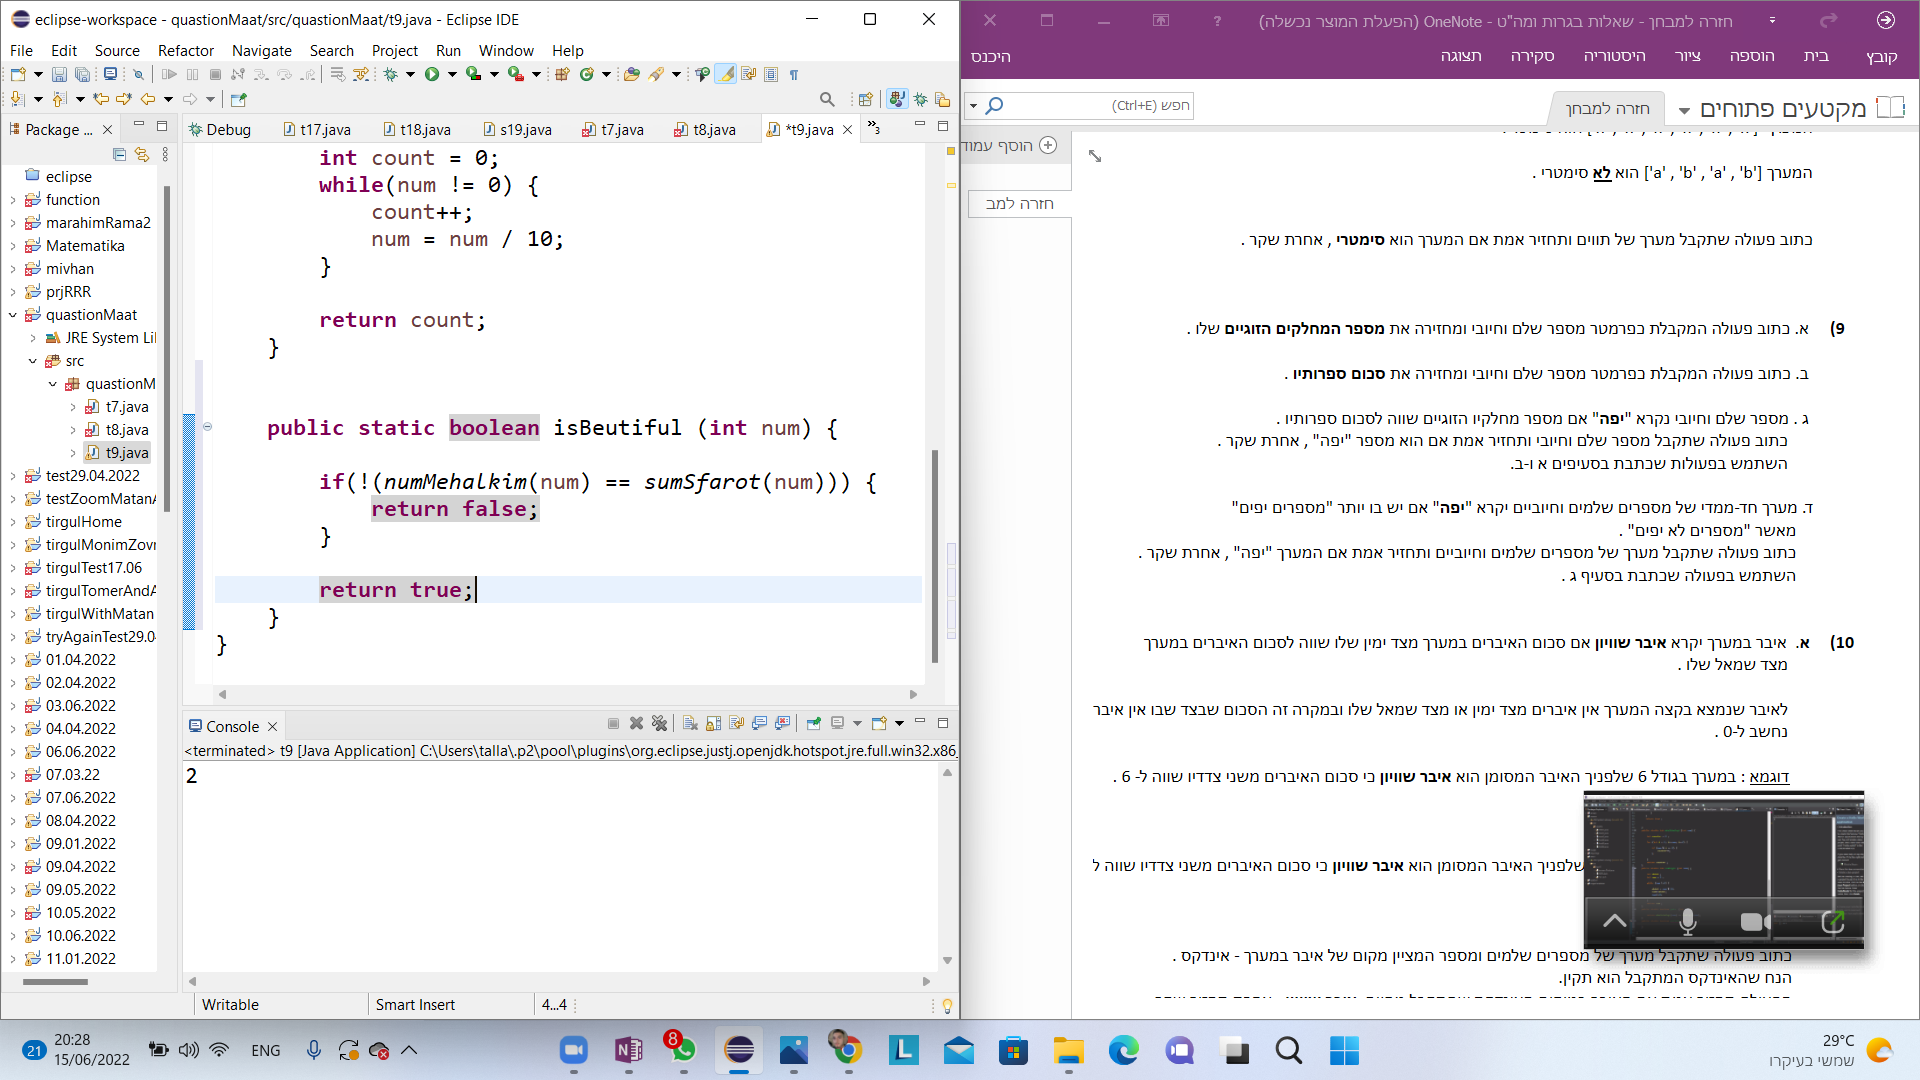 eclipse-workspace - quastionMaat/src/quastionMaat/t9.java - Eclipse IDE
File Edit Source Refactor Navigate Search Project Run Window Help
Package ...
Debug
t17.java
t18.java
s19.java
t7.java
t8.java
*t9.java
»3
eclipse
function
marahimRama2
Matematika
mivhan
prjRRR
quastionMaat
JRE System Li
src
quastionM
t7.java
t8.java
t9.java
test29.04.2022
testZoomMatanA
tirgulHome
tirgulMonimZovr
tirgulTest17.06
tirgulTomerAndA
tirgulWithMatan
tryAgainTest29.0
01.04.2022
02.04.2022
03.06.2022
04.04.2022
06.06.2022
07.03.22
07.06.2022
08.04.2022
09.01.2022
09.04.2022
09.05.2022
10.05.2022
10.06.2022
11.01.2022
int count = 0;
while(num != 0) {
count++;
num = num / 10;
}
return count;
}
public static boolean isBeutiful (int num) {
if(!(numMehalkim(num) == sumSfarot(num))) {
return false;
}
return true;
}
}
Console
<terminated> t9 [Java Application] C:\Users\talla\.p2\pool\plugins\org.eclipse.justj.openjdk.hotspot.jre.full.win32.x86_
2
Writable
Smart Insert
4...4
חזרה למבחן - שאלות בגרות ומה"ט - OneNote (הפעלת המוצר נכשלה)
קובץ בית הוספה ציור היסטוריה סקירה תצוגה
היכנס
מקטעים פתוחים
חזרה למבחן
חפש (Ctrl+E)
הוסף עמוד
חזרה למב
המערך ['a' , 'b' , 'a' , 'b'] הוא לא סימטרי .
כתוב פעולה שתקבל מערך של תווים ותחזיר אמת אם המערך הוא סימטרי , אחרת שקר .
9) א. כתוב פעולה המקבלת כפרמטר מספר שלם וחיובי ומחזירה את מספר המחלקים הזוגיים שלו .
ב. כתוב פעולה המקבלת כפרמטר מספר שלם וחיובי ומחזירה את סכום ספרותיו .
ג . מספר שלם וחיובי נקרא "יפה" אם מספר מחלקיו הזוגיים שווה לסכום ספרותיו .
כתוב פעולה שתקבל מספר שלם וחיובי ותחזיר אמת אם הוא מספר "יפה" , אחרת שקר .
השתמש בפעולות שכתבת בסעיפים א ו-ב.
ד. מערך חד-ממדי של מספרים שלמים וחיוביים יקרא "יפה" אם יש בו יותר "מספרים יפים"
מאשר "מספרים לא יפים" .
כתוב פעולה שתקבל מערך של מספרים שלמים וחיוביים ותחזיר אמת אם המערך "יפה" , אחרת שקר .
השתמש בפעולה שכתבת בסעיף ג .
10) א. איבר במערך יקרא איבר שוויון אם סכום האיברים במערך מצד ימין שלו שווה לסכום האיברים במערך
מצד שמאל שלו .
לאיבר שנמצא בקצה המערך אין איברים מצד ימין או מצד שמאל שלו ובמקרה זה הסכום שבצד שבו אין איבר
נחשב ל-0 .
דוגמא : במערך בגודל 6 שלפניך האיבר המסומן הוא איבר שוויון כי סכום האיברים משני צדדיו שווה ל- 6 .
שלפניך האיבר המסומן הוא איבר שוויון כי סכום האיברים משני צדדיו שווה ל
כתוב פעולה שתקבל מערך של מספרים שלמים ומספר המציין מקום של איבר במערך - אינדקס .
הנח שהאינדקס המתקבל הוא תקין.
21
20:28
15/06/2022
ENG
8
29°C
שמשי בעיקרו